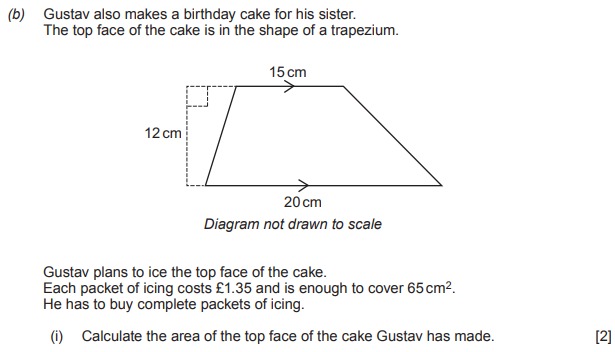 (b) Gustav also makes a birthday cake for his sister.
The top face of the cake is in the shape of a trapezium.
15 cm
12 cm
20 cm
Diagram not drawn to scale
Gustav plans to ice the top face of the cake.
Each packet of icing costs £1.35 and is enough to cover 65 cm².
He has to buy complete packets of icing.
(i) Calculate the area of the top face of the cake Gustav has made. [2]